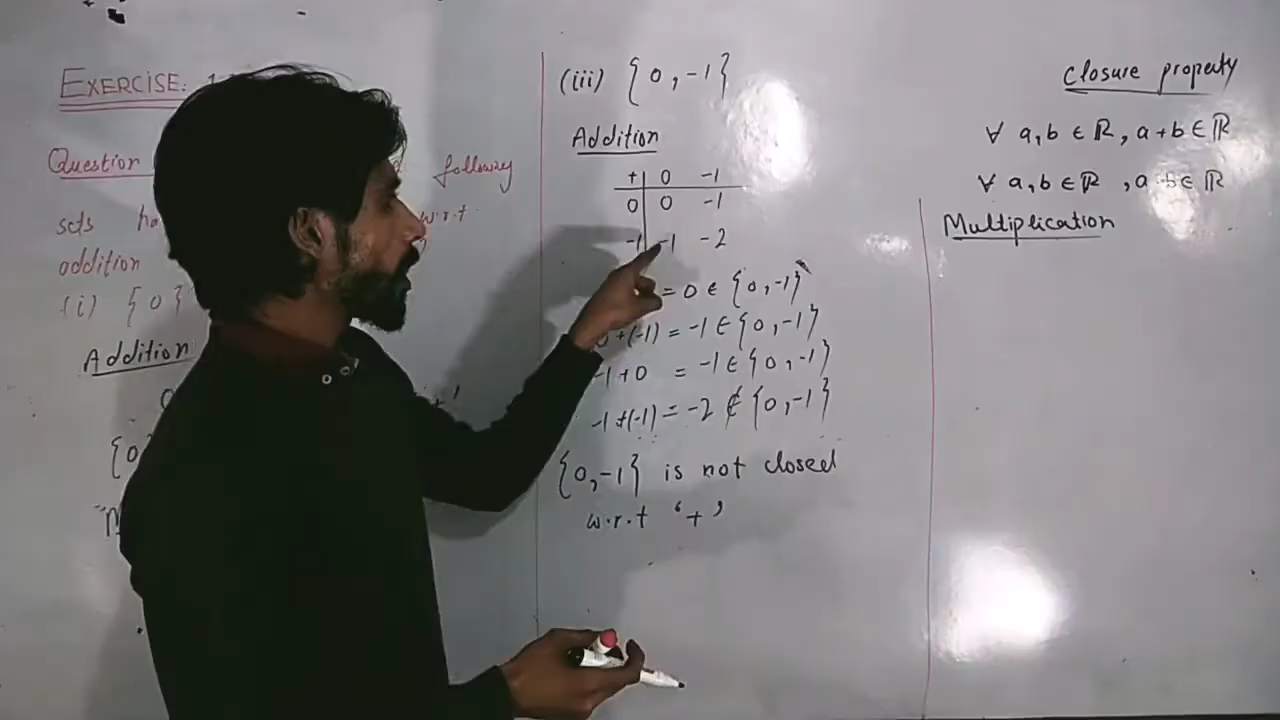 EXERCISE:
Question following
sets w.r.t
addition
(i) {0}
Addition
{0
(iii) {0, -1}
Addition
+ 0 -1
0 0 -1
-1 -1 -2
= 0 ∈ {0, -1}
0+(-1) = -1 ∈ {0, -1}
-1+0 = -1 ∈ {0, -1}
-1+(-1) = -2 ∉ {0, -1}
{0,-1} is not closed
w.r.t '+'
closure property
∀ a,b ∈ ℝ, a+b ∈ ℝ
∀ a,b ∈ ℝ, a b ∈ ℝ
Multiplication